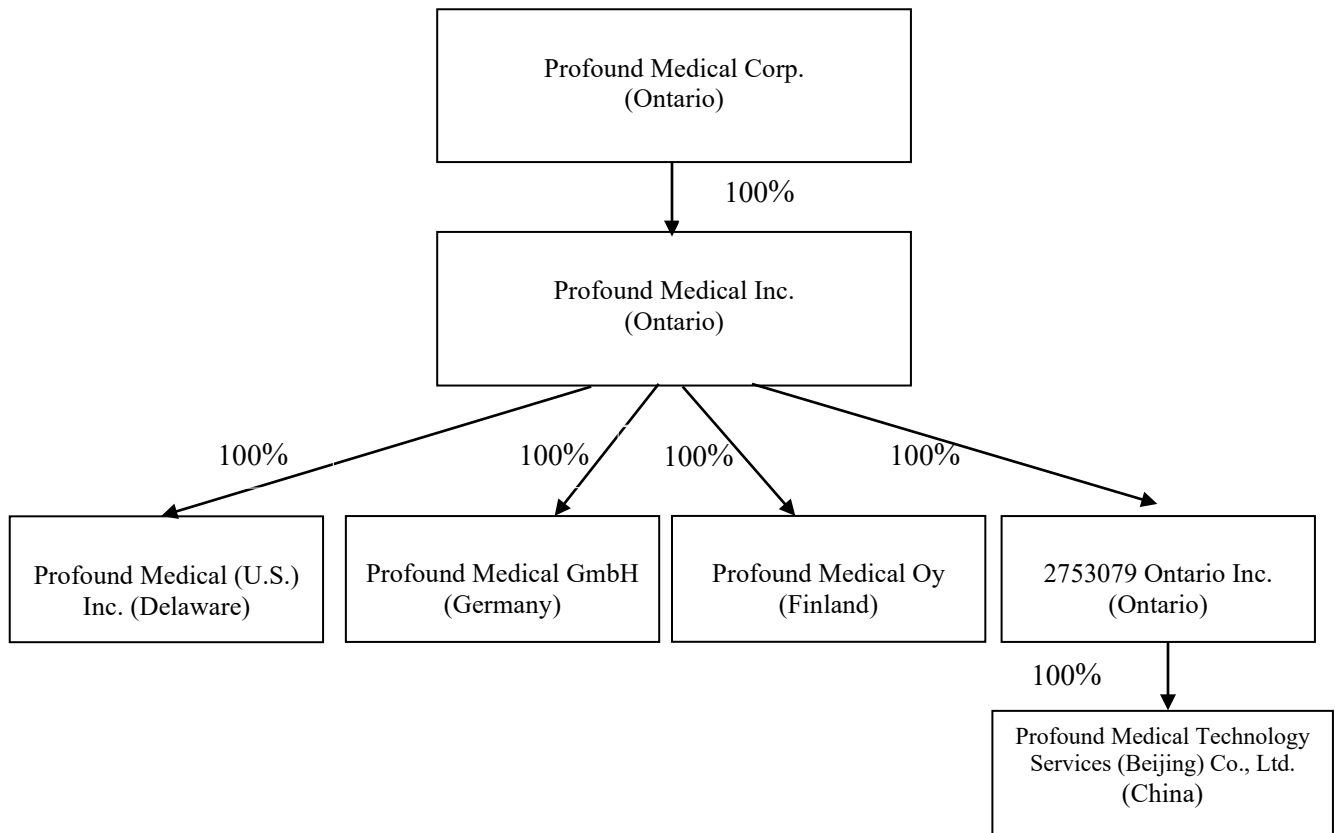 Profound Medical Corp.
(Ontario)
100%
Profound Medical Inc.
(Ontario)
100%
100%
100%
100%
Profound Medical (U.S.)
Inc. (Delaware)
Profound Medical GmbH
(Germany)
Profound Medical Oy
(Finland)
2753079 Ontario Inc.
(Ontario)
100%
Profound Medical Technology
Services (Beijing) Co., Ltd.
(China)